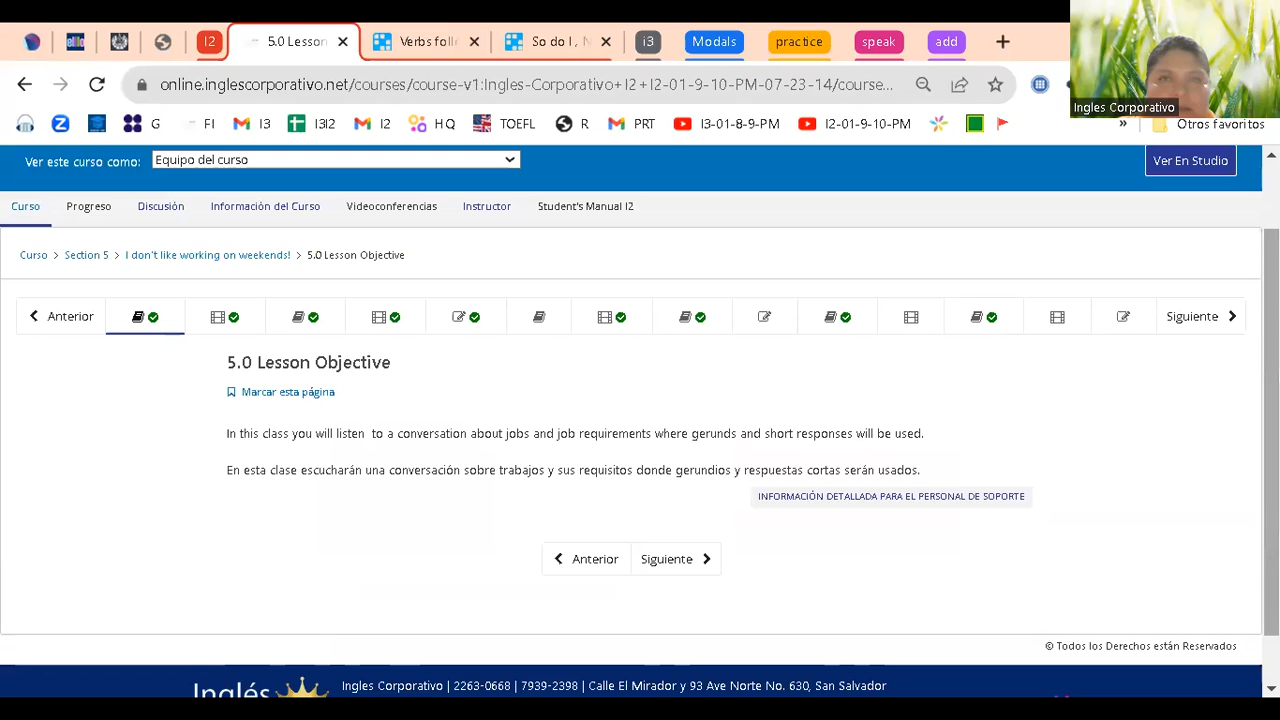 I2
5.0 Lesson
Verbs foll
So do I , N
i3
Modals
practice
speak
add
Ingles Corporativo
online.inglescorporativo.net/courses/course-v1:Ingles-Corporativo+I2+I2-01-9-10-PM-07-23-14/course...
G
FI
I3
I3I2
I2
HQ
TOEFL
R
PRT
I3-01-8-9-PM
I2-01-9-10-PM
»
Otros favoritos
Ver este curso como:
Equipo del curso
Ver En Studio
Curso
Progreso
Discusión
Información del Curso
Videoconferencias
Instructor
Student's Manual I2
Curso > Section 5 > I don't like working on weekends! > 5.0 Lesson Objective
Anterior
Siguiente
5.0 Lesson Objective
Marcar esta página
In this class you will listen to a conversation about jobs and job requirements where gerunds and short responses will be used.
En esta clase escucharán una conversación sobre trabajos y sus requisitos donde gerundios y respuestas cortas serán usados.
INFORMACIÓN DETALLADA PARA EL PERSONAL DE SOPORTE
Anterior
Siguiente
© Todos los Derechos están Reservados
Inglés
Ingles Corporativo | 2263-0668 | 7939-2398 | Calle El Mirador y 93 Ave Norte No. 630, San Salvador